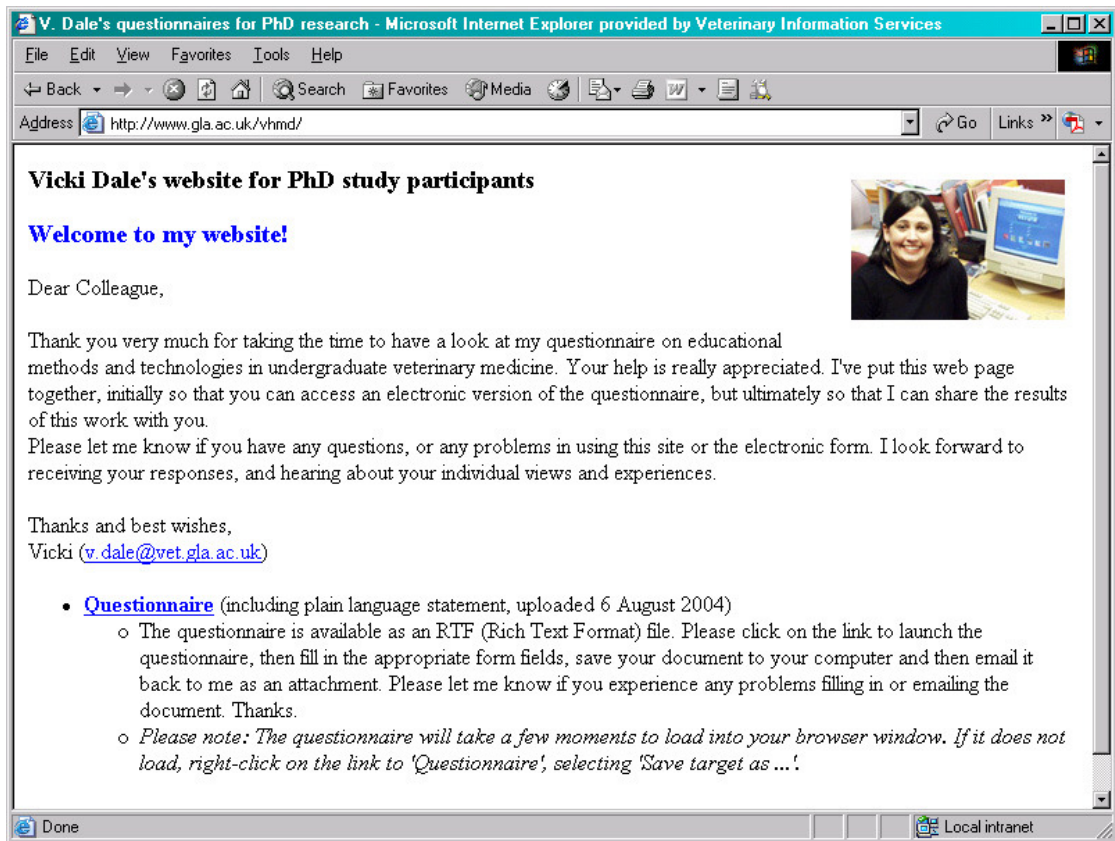 V. Dale's questionnaires for PhD research - Microsoft Internet Explorer provided by Veterinary Information Services
File Edit View Favorites Tools Help
Back Search Favorites Media
Address http://www.gla.ac.uk/vhmd/ Go Links »
Vicki Dale's website for PhD study participants
Welcome to my website!
Dear Colleague,
Thank you very much for taking the time to have a look at my questionnaire on educational
methods and technologies in undergraduate veterinary medicine. Your help is really appreciated. I've put this web page
together, initially so that you can access an electronic version of the questionnaire, but ultimately so that I can share the results
of this work with you.
Please let me know if you have any questions, or any problems in using this site or the electronic form. I look forward to
receiving your responses, and hearing about your individual views and experiences.
Thanks and best wishes,
Vicki (v.dale@vet.gla.ac.uk)
• Questionnaire (including plain language statement, uploaded 6 August 2004)
o The questionnaire is available as an RTF (Rich Text Format) file. Please click on the link to launch the
questionnaire, then fill in the appropriate form fields, save your document to your computer and then email it
back to me as an attachment. Please let me know if you experience any problems filling in or emailing the
document. Thanks.
o Please note: The questionnaire will take a few moments to load into your browser window. If it does not
load, right-click on the link to 'Questionnaire', selecting 'Save target as ...'.
Done Local intranet